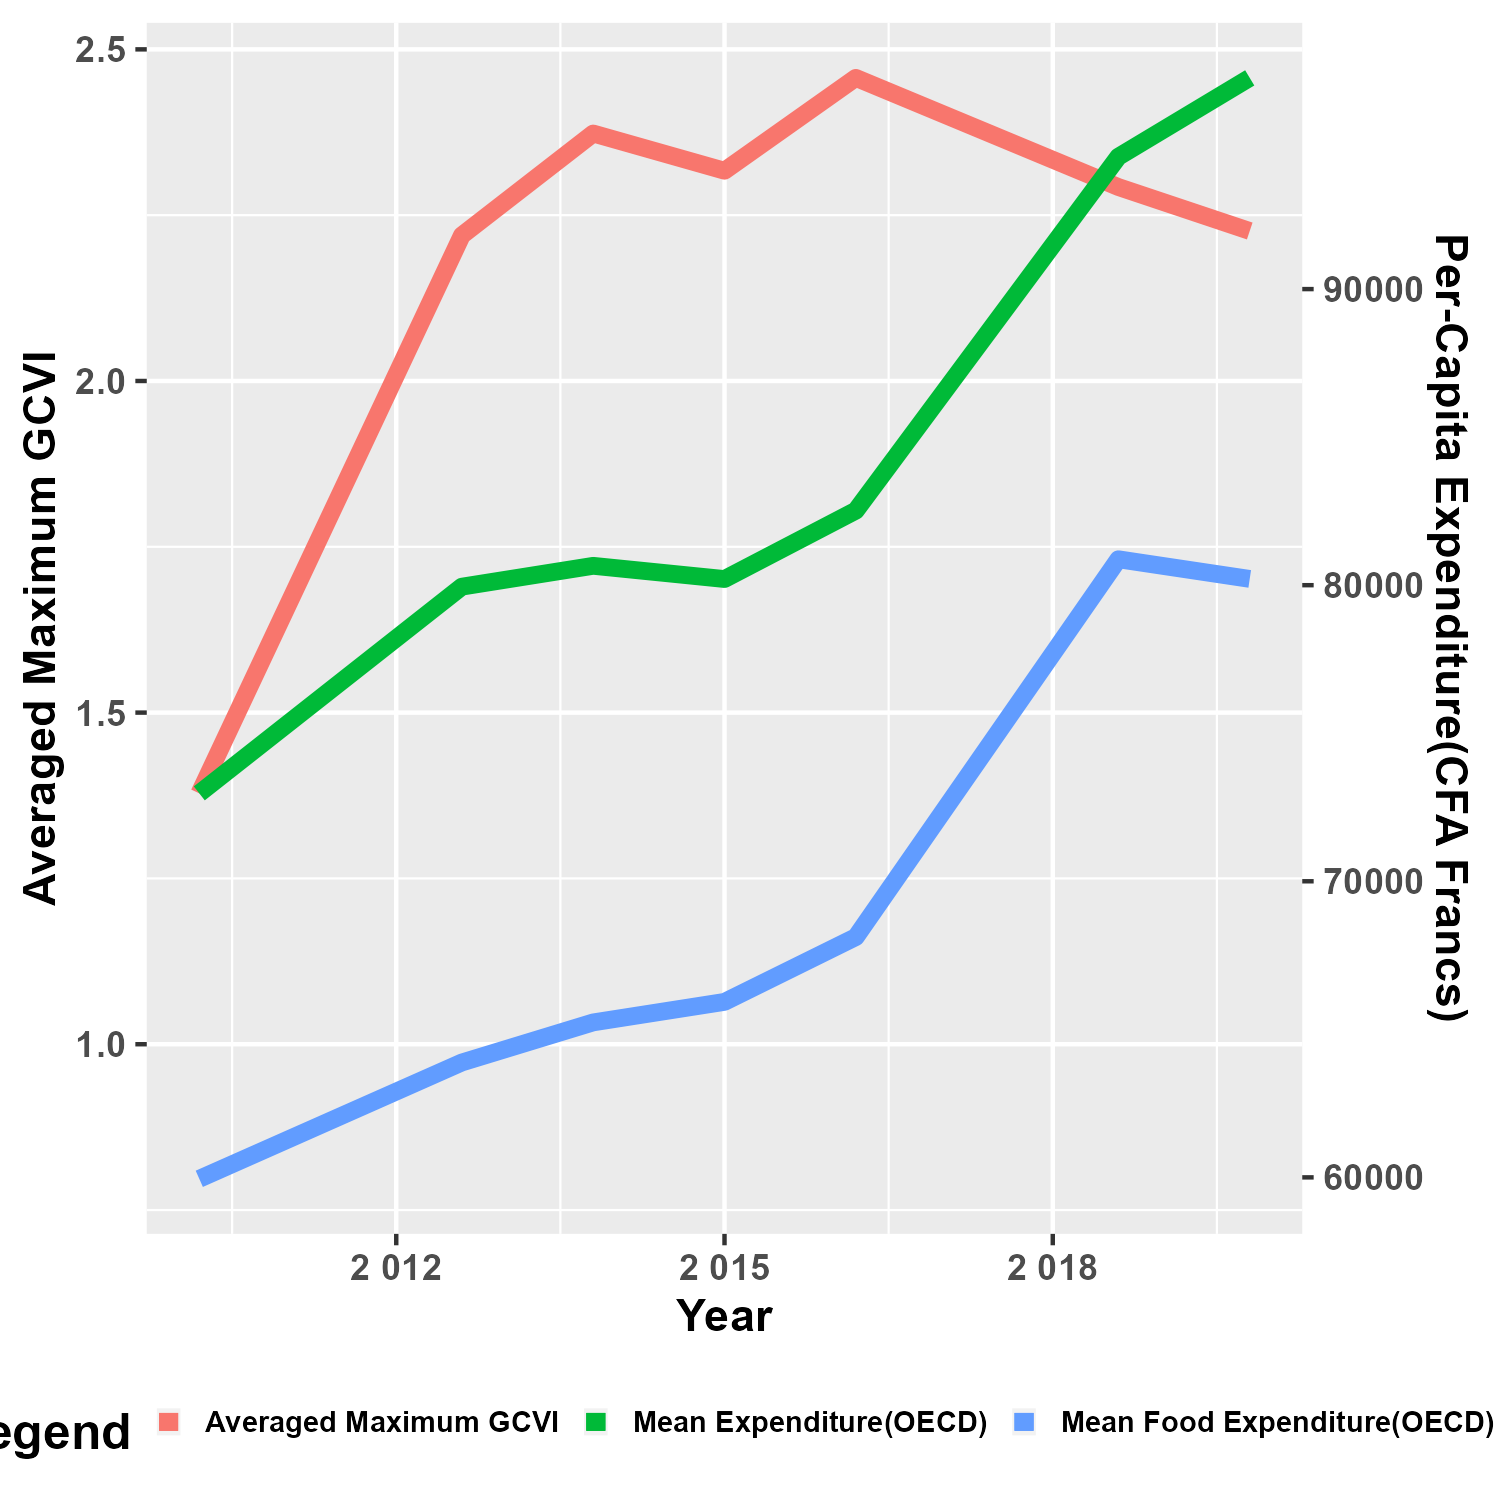 2.5
2.0
1.5
1.0
Averaged Maximum GCVI
90000
80000
70000
60000
Per-Capita Expenditure(CFA Francs)
2 012
2 015
2 018
Year
egend
Averaged Maximum GCVI
Mean Expenditure(OECD)
Mean Food Expenditure(OECD)